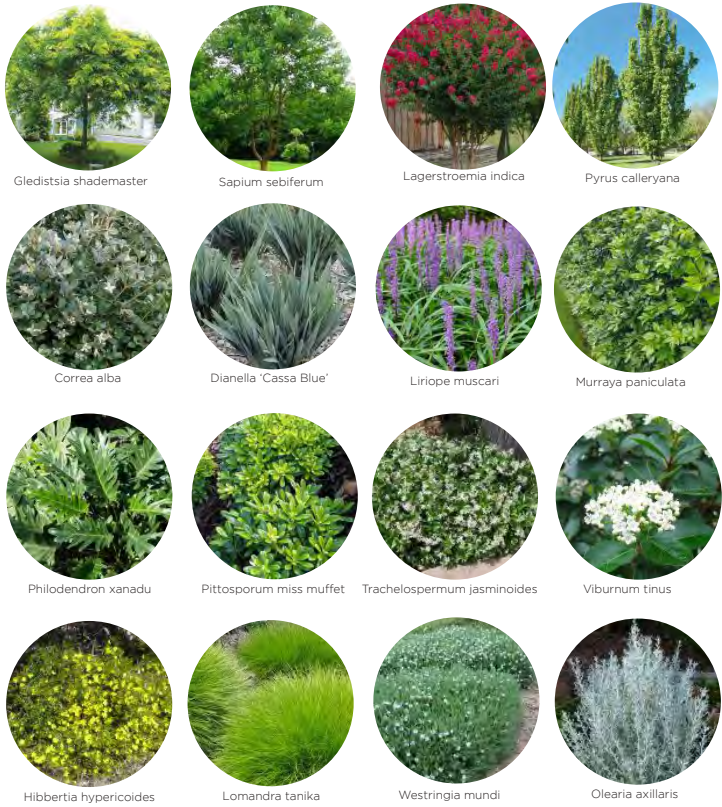 Gledistsia shademaster
Sapium sebiferum
Lagerstroemia indica
Pyrus calleryana
Correa alba
Dianella ‘Cassa Blue’
Liriope muscari
Murraya paniculata
Philodendron xanadu
Pittosporum miss muffet
Trachelospermum jasminoides
Viburnum tinus
Hibbertia hypericoides
Lomandra tanika
Westringia mundi
Olearia axillaris